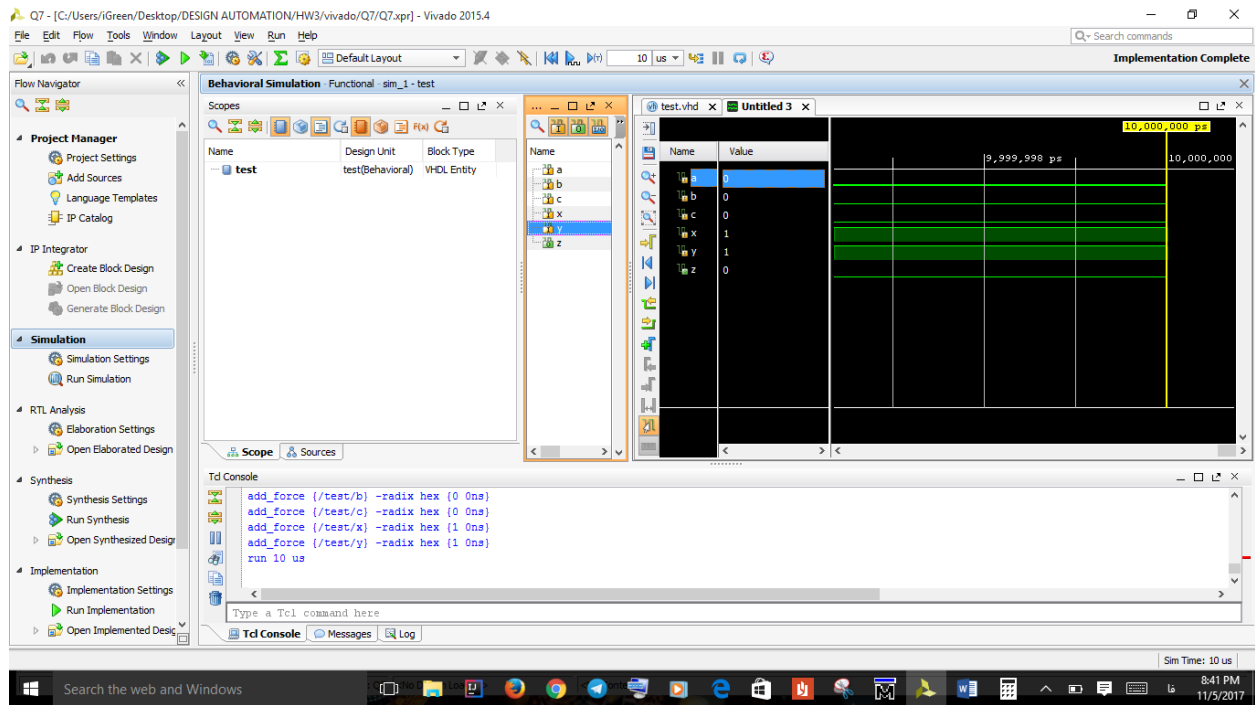 Q7 - [C:/Users/iGreen/Desktop/DESIGN AUTOMATION/HW3/vivado/Q7/Q7.xpr] - Vivado 2015.4
File Edit Flow Tools Window Layout View Run Help
Search commands
Default Layout
10 us
Implementation Complete
Flow Navigator
Project Manager
Project Settings
Add Sources
Language Templates
IP Catalog
IP Integrator
Create Block Design
Open Block Design
Generate Block Design
Simulation
Simulation Settings
Run Simulation
RTL Analysis
Elaboration Settings
Open Elaborated Design
Synthesis
Synthesis Settings
Run Synthesis
Open Synthesized Desigr
Implementation
Implementation Settings
Run Implementation
Open Implemented Desig
Behavioral Simulation - Functional - sim_1 - test
Scopes
Name Design Unit Block Type
test test(Behavioral) VHDL Entity
Scope Sources
...
Name
a
b
c
x
y
z
test.vhd Untitled 3
10,000,000 ps
Name Value
9,999,998 ps 10,000,000
a 0
b 0
c 0
x 1
y 1
z 0
Tcl Console
add_force {/test/b} -radix hex {0 0ns}
add_force {/test/c} -radix hex {0 0ns}
add_force {/test/x} -radix hex {1 0ns}
add_force {/test/y} -radix hex {1 0ns}
run 10 us
Type a Tcl command here
Tcl Console Messages Log
Sim Time: 10 us
Search the web and Windows
فا
8:41 PM
11/5/2017